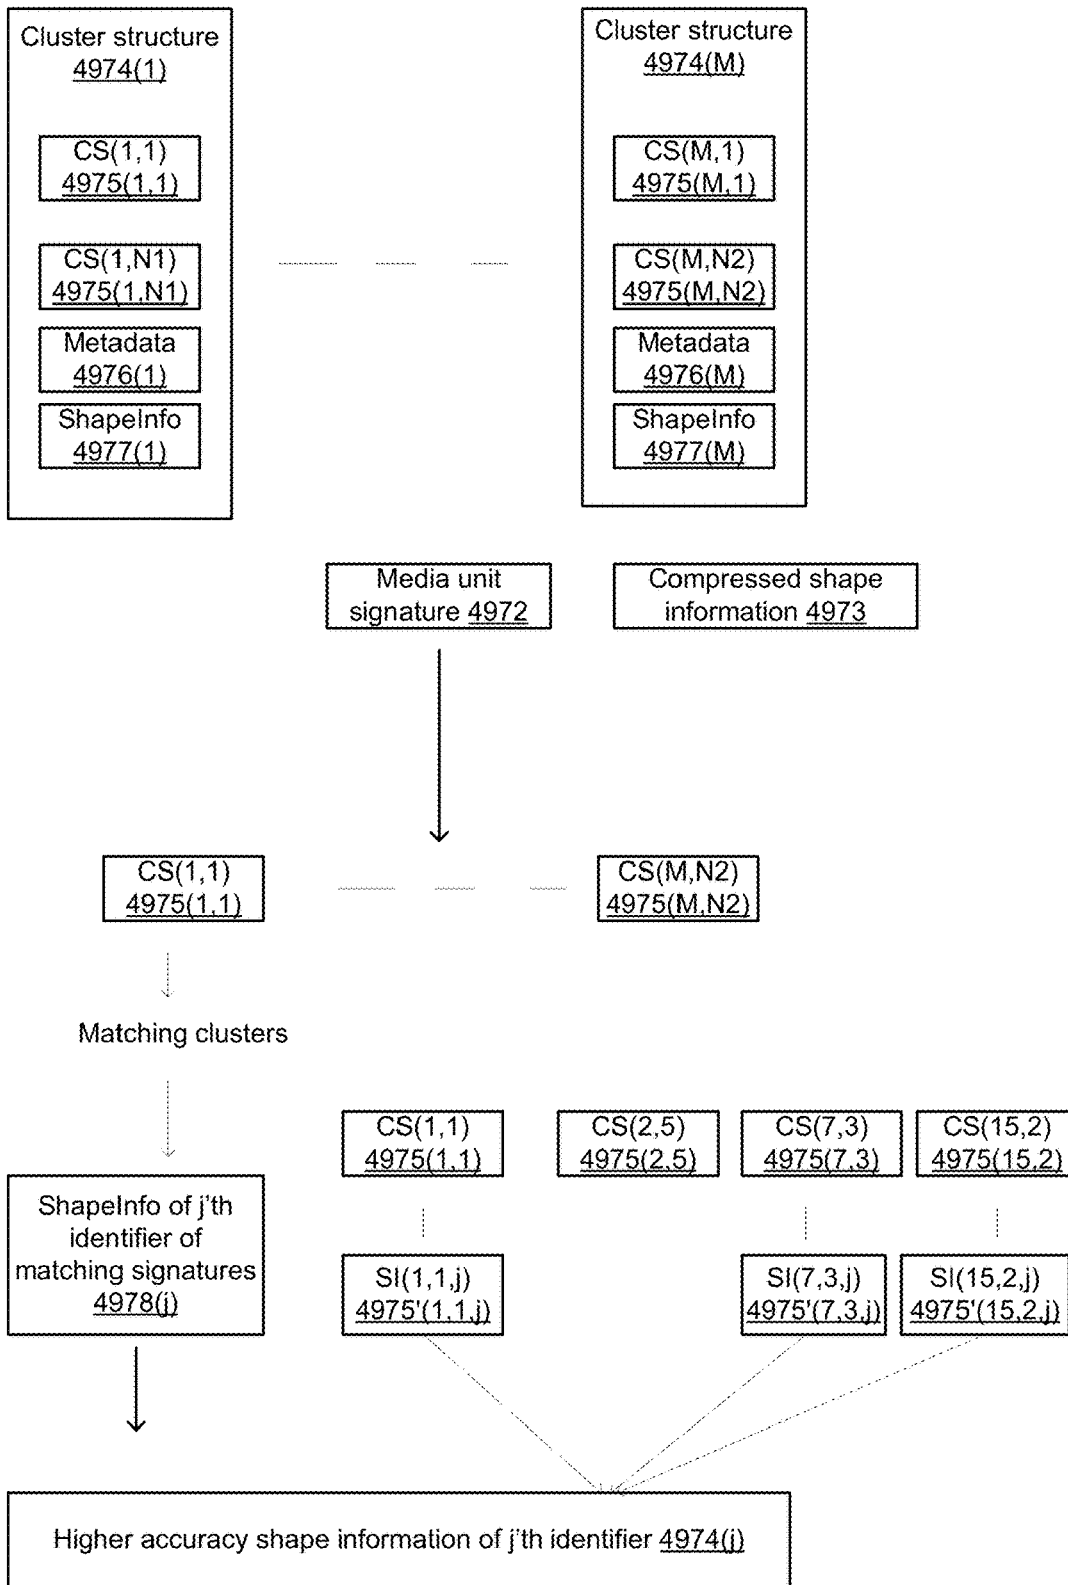 Cluster structure
4974(1)
CS(1,1)
4975(1,1)
CS(1,N1)
4975(1,N1)
Metadata
4976(1)
ShapeInfo
4977(1)
Cluster structure
4974(M)
CS(M,1)
4975(M,1)
CS(M,N2)
4975(M,N2)
Metadata
4976(M)
ShapeInfo
4977(M)
Media unit
signature 4972
Compressed shape
information 4973
CS(1,1)
4975(1,1)
CS(M,N2)
4975(M,N2)
Matching clusters
ShapeInfo of j'th
identifier of
matching signatures
4978(j)
CS(1,1)
4975(1,1)
CS(2,5)
4975(2,5)
CS(7,3)
4975(7,3)
CS(15,2)
4975(15,2)
SI(1,1,j)
4975'(1,1,j)
SI(7,3,j)
4975'(7,3,j)
SI(15,2,j)
4975'(15,2,j)
Higher accuracy shape information of j'th identifier 4974(j)